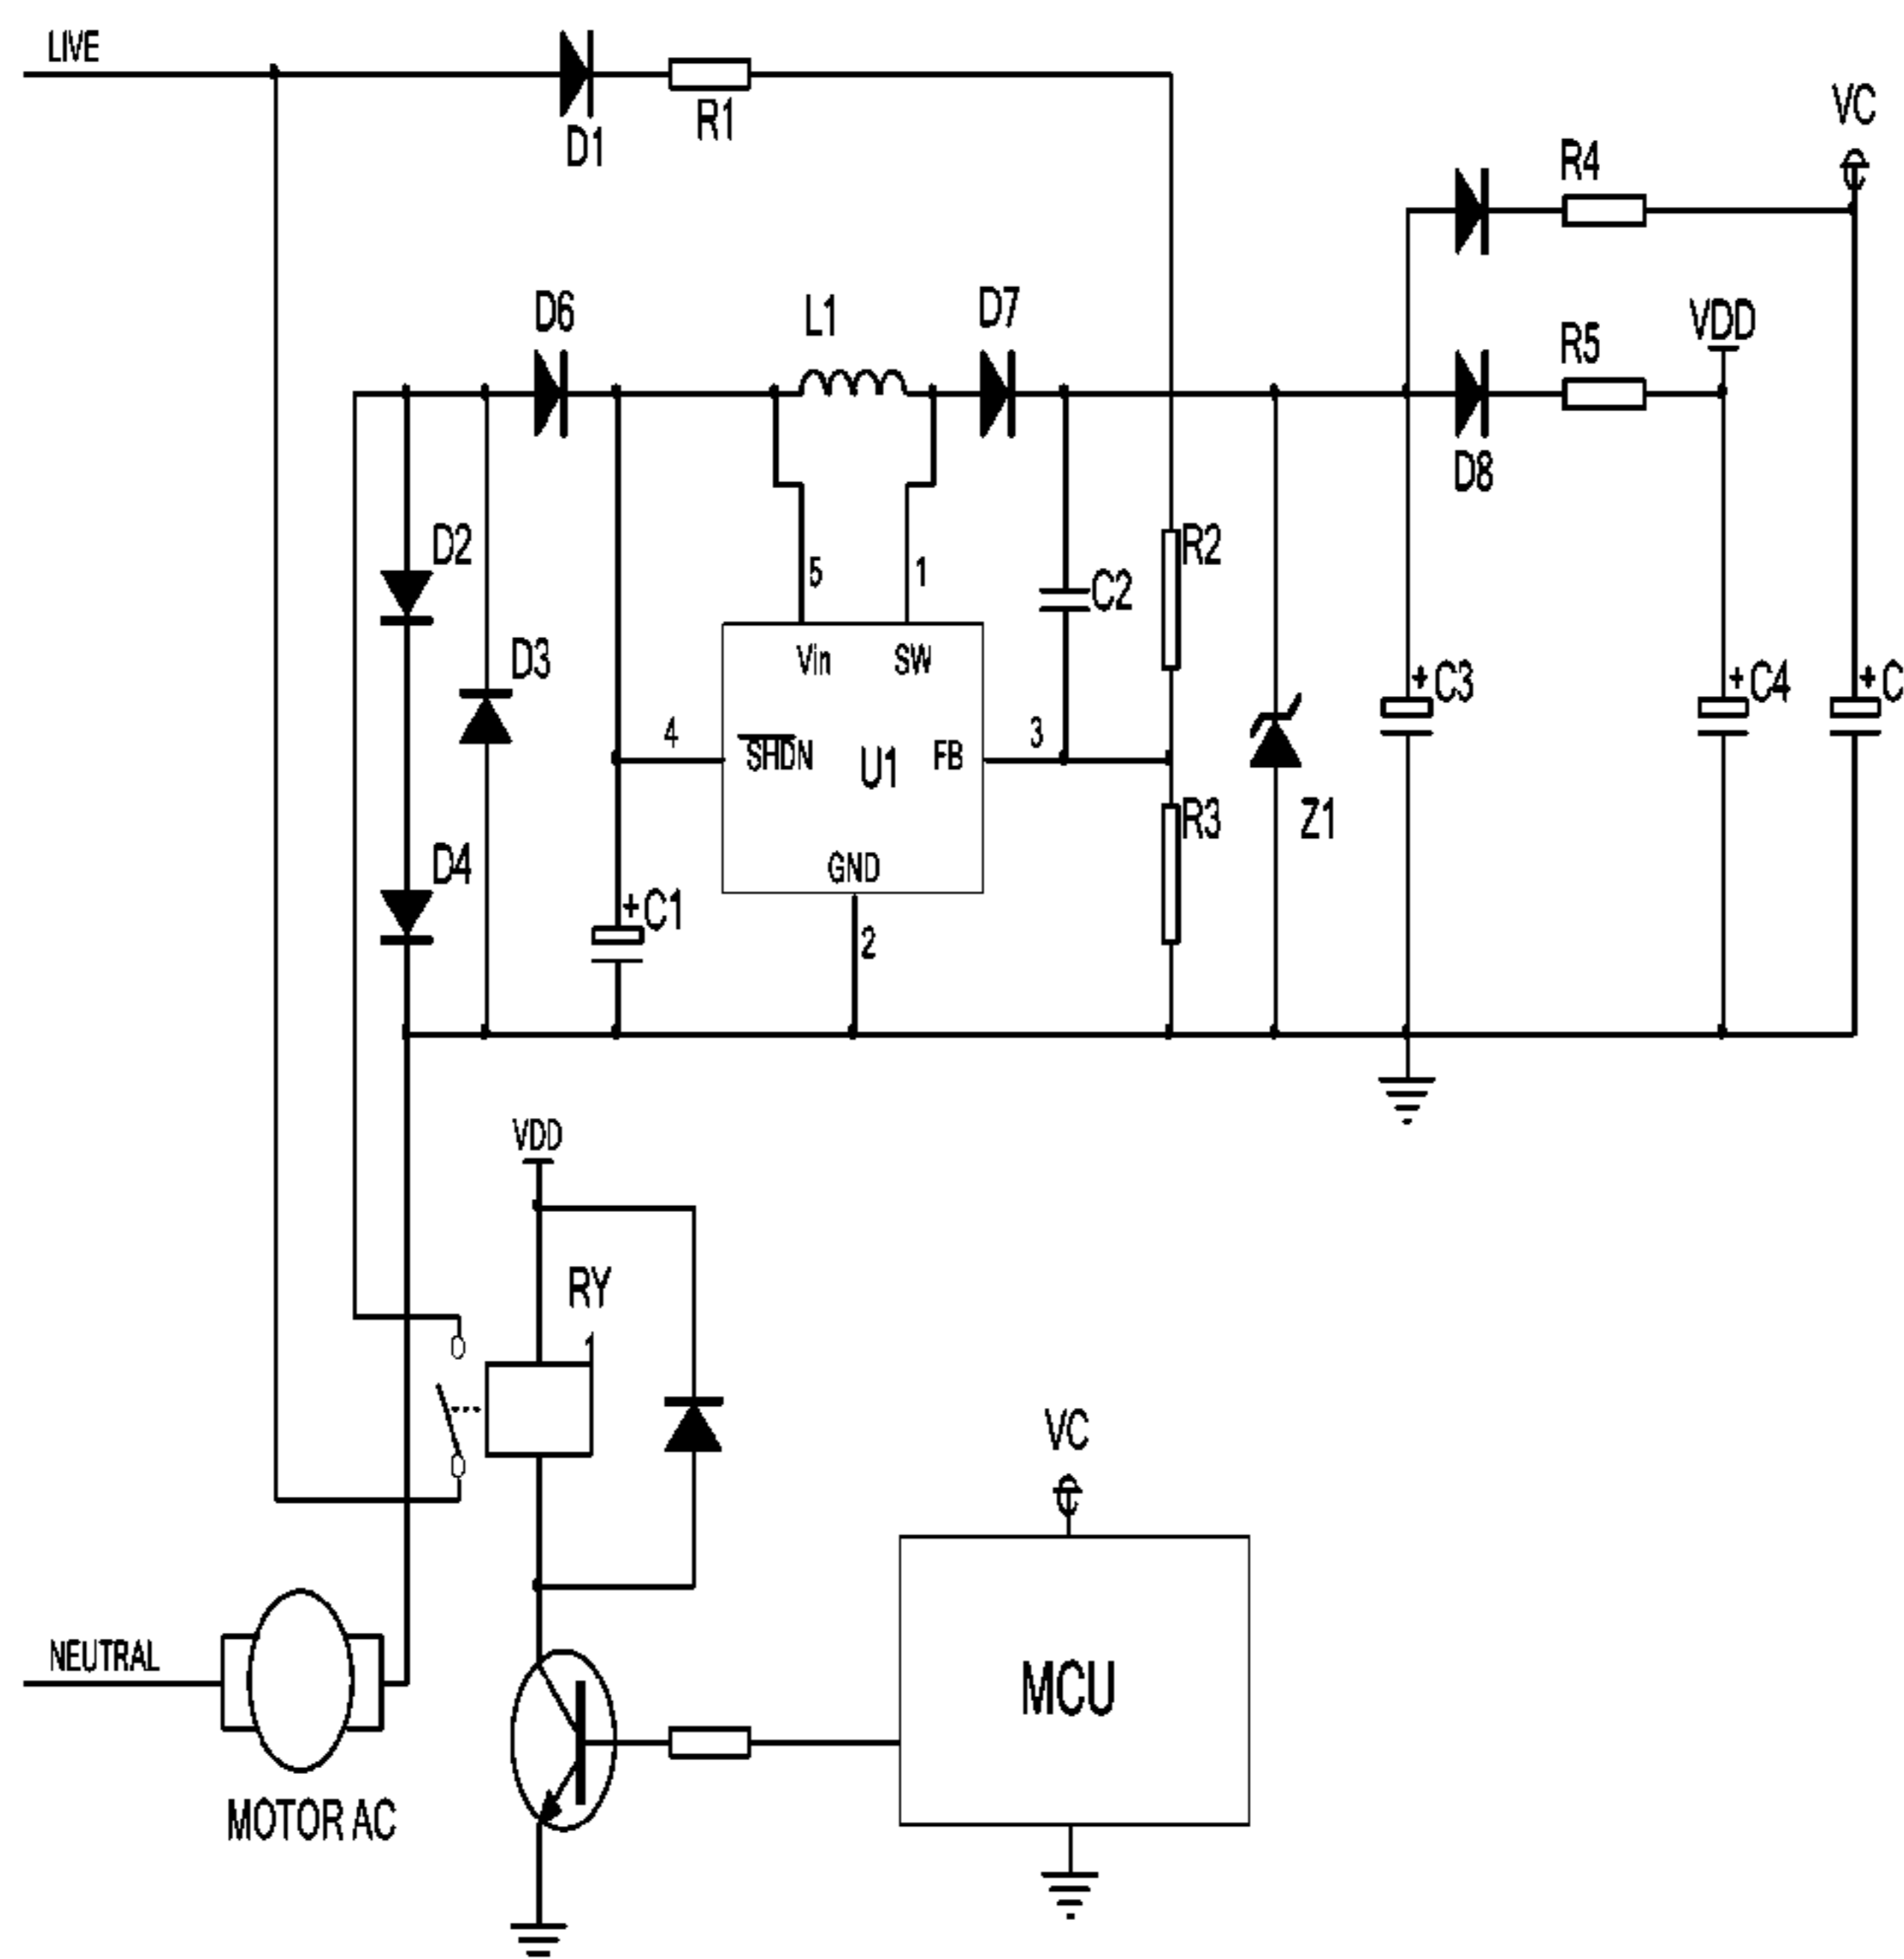 LIVE
D1
R1
VC
R4
D6
L1
D7
R5
VDD
D8
D2
R2
5
1
C2
D3
Vin
SW
C3
C4
C
4
SHDN
U1
FB
3
R3
Z1
D4
GND
C1
2
VDD
RY
1
VC
NEUTRAL
MCU
MOTOR AC